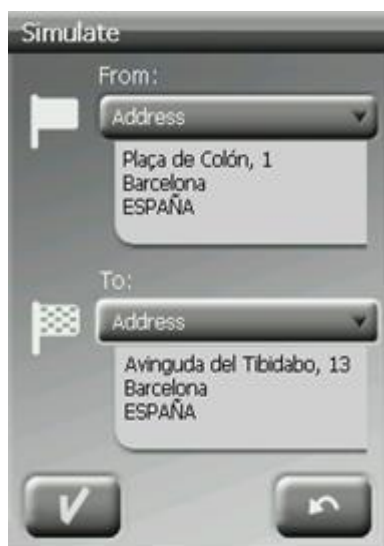 Simulate
From:
Address
Plaça de Colón, 1
Barcelona
ESPAÑA
To:
Address
Avinguda del Tibidabo, 13
Barcelona
ESPAÑA